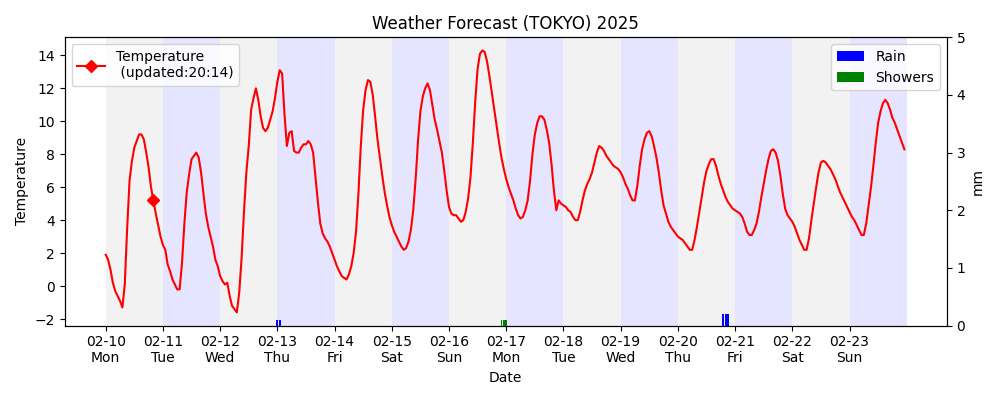 Weather Forecast (TOKYO) 2025
Temperature
(updated:20:14)
Rain
Showers
Temperature
14
12
10
8
6
4
2
0
−2
5
4
3
2
1
0
mm
02-10 02-11 02-12 02-13 02-14 02-15 02-16 02-17 02-18 02-19 02-20 02-21 02-22 02-23
Mon Tue Wed Thu Fri Sat Sun Mon Tue Wed Thu Fri Sat Sun
Date